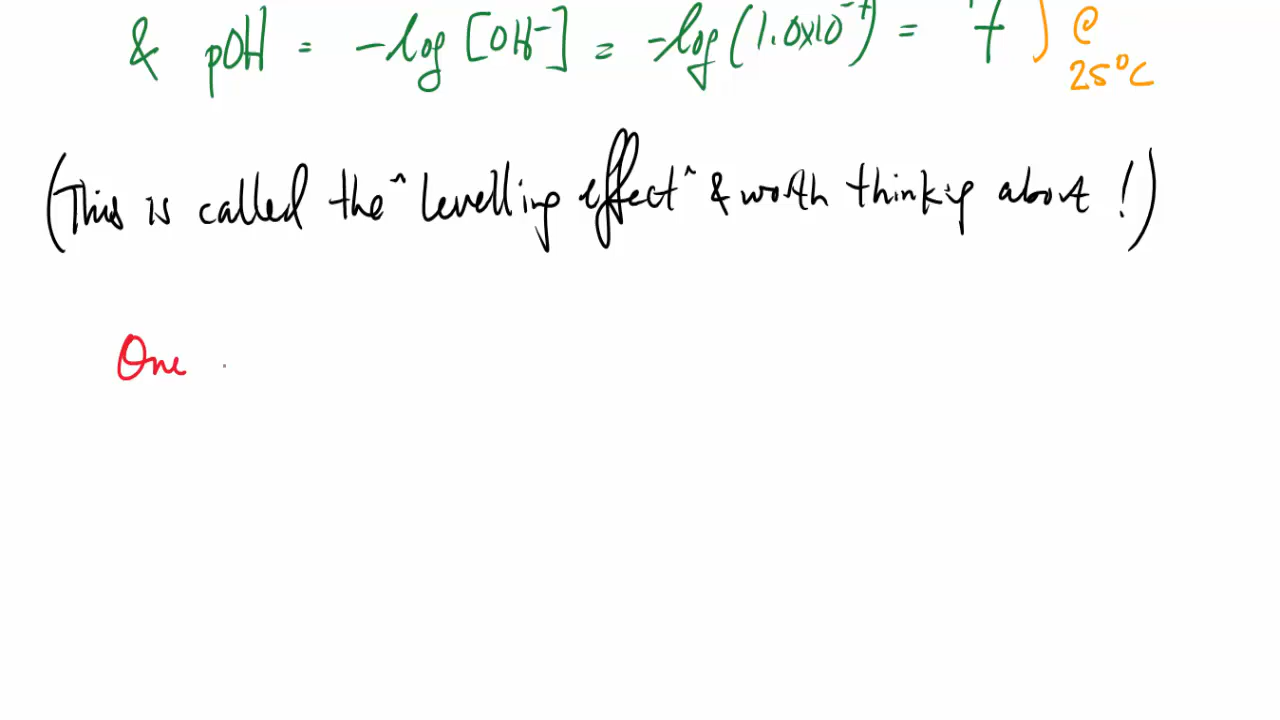 & pOH = -log [OH⁻] = -log (1.0x10⁻⁷) = 7 } @ 25°C
(This is called the "levelling effect" & worth thinking about!)
One